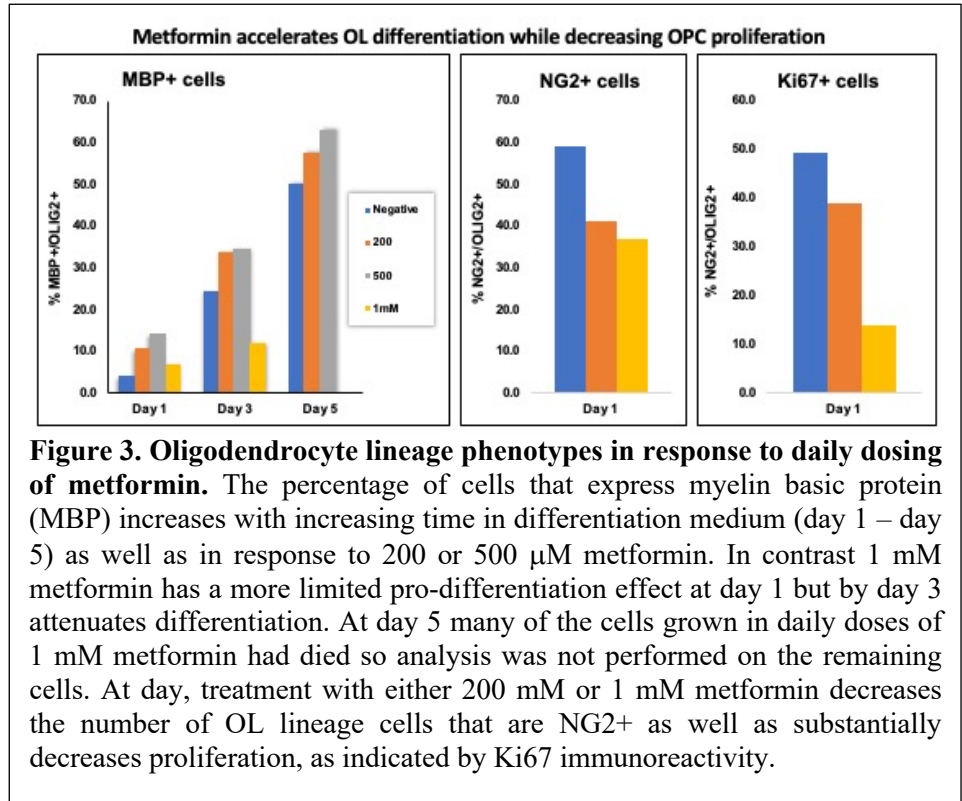 Metformin accelerates OL differentiation while decreasing OPC proliferation
MBP+ cells
70.0
60.0
50.0
40.0
30.0
20.0
10.0
0.0
% MBP+/OLIG2+
Day 1
Day 3
Day 5
Negative
200
500
1mM
NG2+ cells
70.0
60.0
50.0
40.0
30.0
20.0
10.0
0.0
% NG2+/OLIG2+
Day 1
Ki67+ cells
60.0
50.0
40.0
30.0
20.0
10.0
0.0
% NG2+/OLIG2+
Day 1
Figure 3. Oligodendrocyte lineage phenotypes in response to daily dosing
of metformin. The percentage of cells that express myelin basic protein
(MBP) increases with increasing time in differentiation medium (day 1 – day
5) as well as in response to 200 or 500 μM metformin. In contrast 1 mM
metformin has a more limited pro-differentiation effect at day 1 but by day 3
attenuates differentiation. At day 5 many of the cells grown in daily doses of
1 mM metformin had died so analysis was not performed on the remaining
cells. At day, treatment with either 200 mM or 1 mM metformin decreases
the number of OL lineage cells that are NG2+ as well as substantially
decreases proliferation, as indicated by Ki67 immunoreactivity.